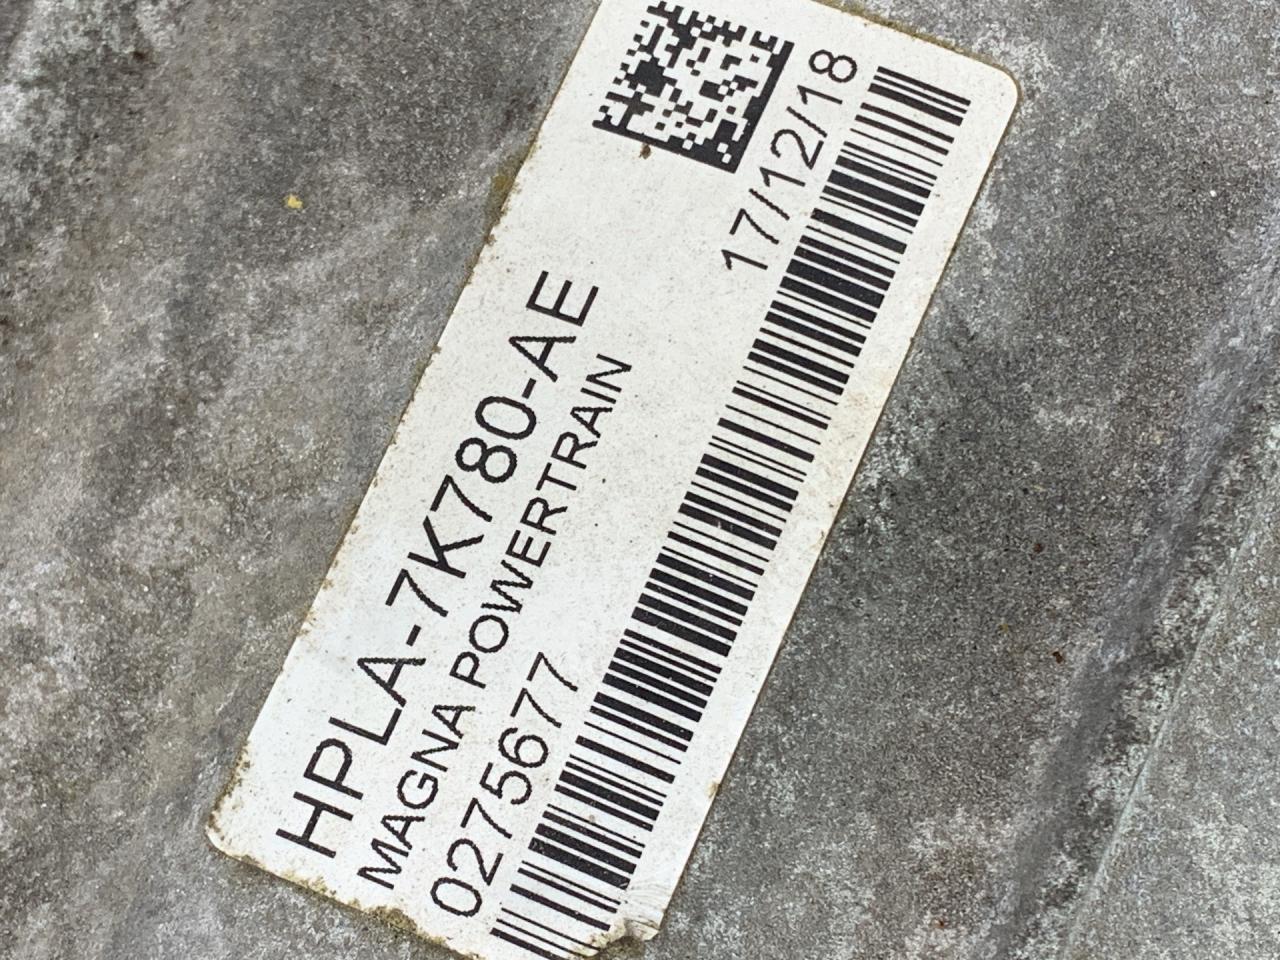 HPLA-7K780-AE
MAGNA POWERTRAIN
0275677
17/12/18